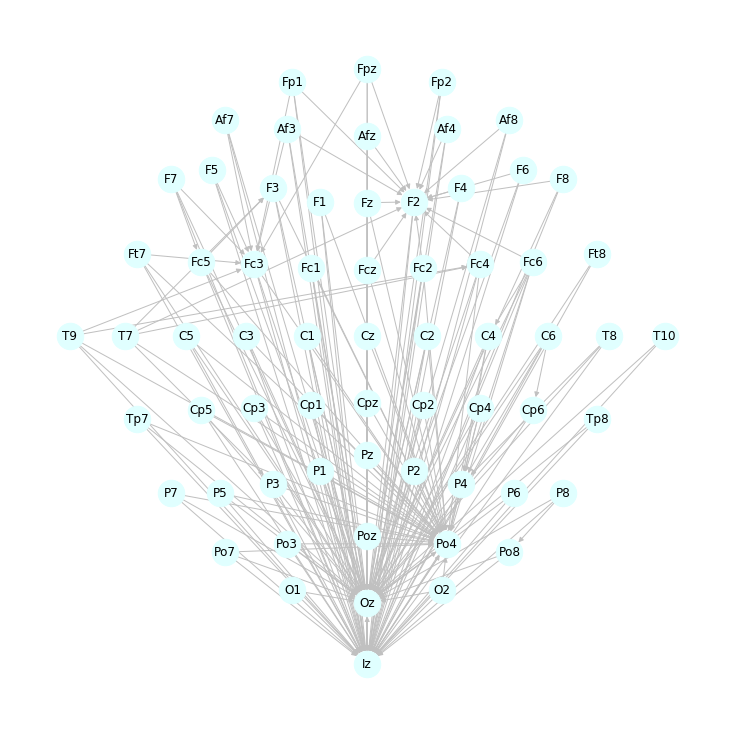 Fpz
Fp1 Fp2
Af7 Af3 Afz Af4 Af8
F7 F5 F3 F1 Fz F2 F4 F6 F8
Ft7 Fc5 Fc3 Fc1 Fcz Fc2 Fc4 Fc6 Ft8
T9 T7 C5 C3 C1 Cz C2 C4 C6 T8 T10
Tp7 Cp5 Cp3 Cp1 Cpz Cp2 Cp4 Cp6 Tp8
P7 P5 P3 P1 Pz P2 P4 P6 P8
Po7 Po3 Poz Po4 Po8
O1 Oz O2
Iz